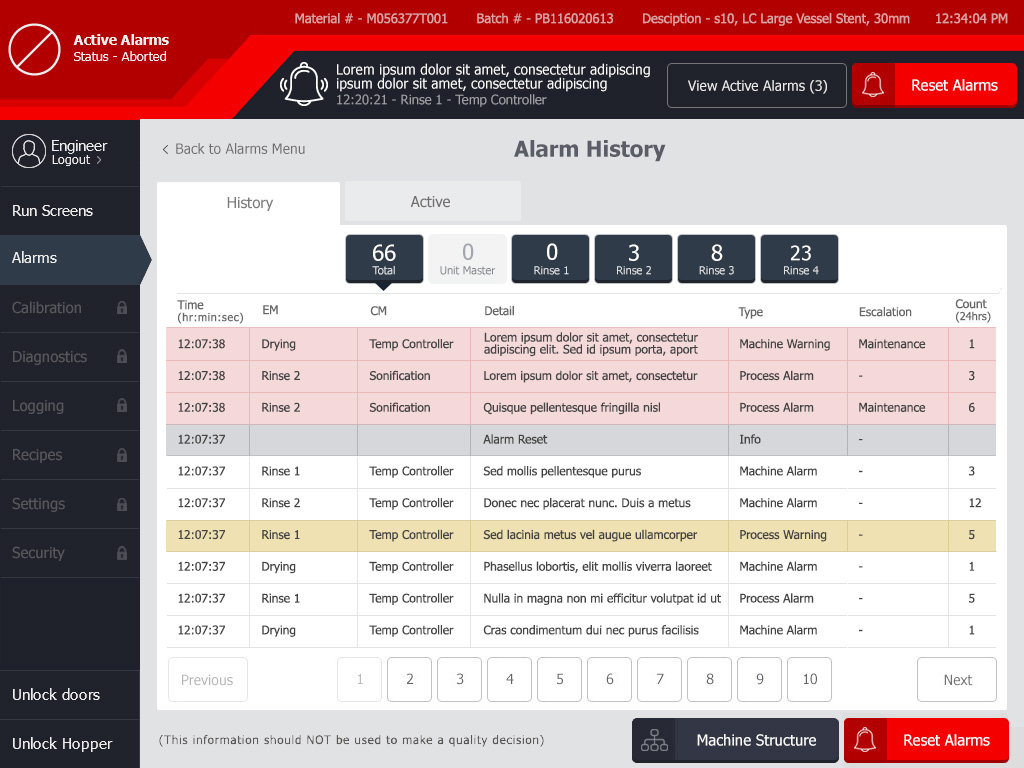 Material # - M056377T001 Batch # - PB116020613 Desciption - s10, LC Large Vessel Stent, 30mm 12:34:04 PM
Active Alarms
Status - Aborted
Lorem ipsum dolor sit amet, consectetur adipiscing
ipsum dolor sit amet, consectetur adipiscing
12:20:21 - Rinse 1 - Temp Controller
View Active Alarms (3)
Reset Alarms
Engineer
Logout >
Run Screens
Alarms
Calibration
Diagnostics
Logging
Recipes
Settings
Security
Unlock doors
Unlock Hopper
< Back to Alarms Menu
Alarm History
History
Active
66
Total
0
Unit Master
0
Rinse 1
3
Rinse 2
8
Rinse 3
23
Rinse 4
Time
(hr:min:sec) EM CM Detail Type Escalation Count
(24hrs)
12:07:38 Drying Temp Controller Lorem ipsum dolor sit amet, consectetur
adipiscing elit. Sed id ipsum porta, aport Machine Warning Maintenance 1
12:07:38 Rinse 2 Sonification Lorem ipsum dolor sit amet, consectetur Process Alarm - 3
12:07:38 Rinse 2 Sonification Quisque pellentesque fringilla nisl Process Alarm Maintenance 6
12:07:37 Alarm Reset Info -
12:07:37 Rinse 1 Temp Controller Sed mollis pellentesque purus Machine Alarm - 3
12:07:37 Rinse 2 Temp Controller Donec nec placerat nunc. Duis a metus Machine Alarm - 12
12:07:37 Rinse 1 Temp Controller Sed lacinia metus vel augue ullamcorper Process Warning - 5
12:07:37 Drying Temp Controller Phasellus lobortis, elit mollis viverra laoreet Machine Alarm - 1
12:07:37 Rinse 1 Temp Controller Nulla in magna non mi efficitur volutpat id ut Process Alarm - 5
12:07:37 Drying Temp Controller Cras condimentum dui nec purus facilisis Machine Alarm - 1
Previous 1 2 3 4 5 6 7 8 9 10 Next
(This information should NOT be used to make a quality decision)
Machine Structure
Reset Alarms